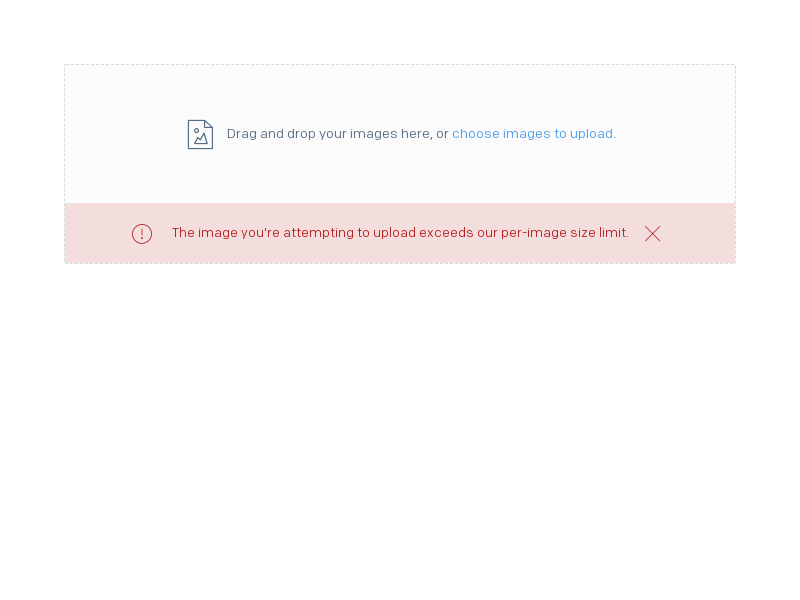 Drag and drop your images here, or choose images to upload.
The image you're attempting to upload exceeds our per-image size limit.